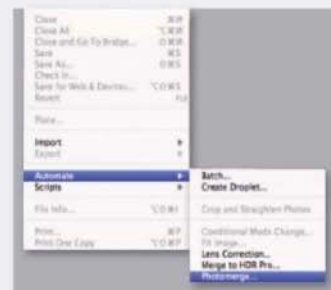 Close ⌘W
Close All ⌥⌘W
Close and Go To Bridge... ⇧⌘W
Save ⌘S
Save As... ⇧⌘S
Check In...
Save for Web & Devices... ⌥⇧⌘S
Revert
Place...
Import
Export
Automate
Scripts
File Info... ⌥⇧⌘I
Print... ⌘P
Print One Copy ⌥⇧⌘P
Batch...
Create Droplet...
Crop and Straighten Photos
Conditional Mode Change...
Fit Image...
Lens Correction...
Merge to HDR Pro...
Photomerge...